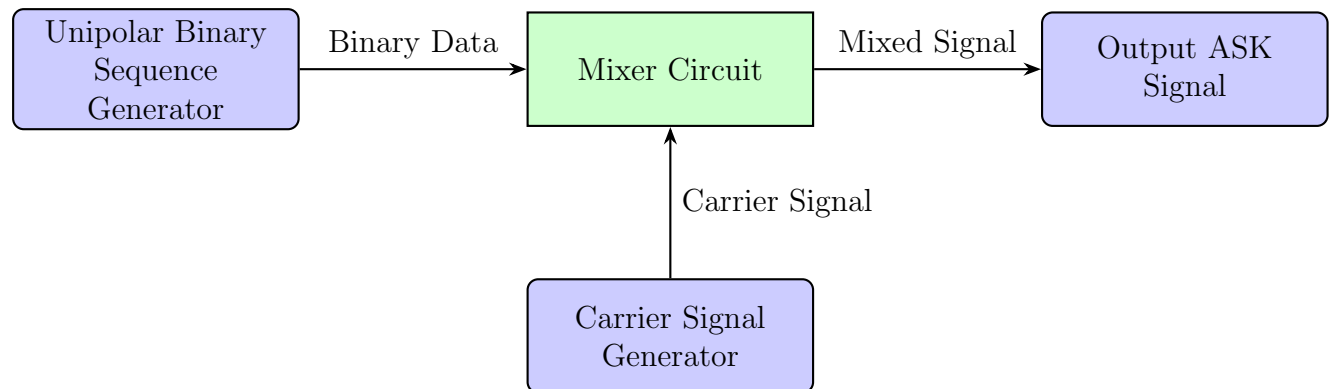 Unipolar Binary
Sequence
Generator
Binary Data
Mixer Circuit
Mixed Signal
Output ASK
Signal
Carrier Signal
Carrier Signal
Generator